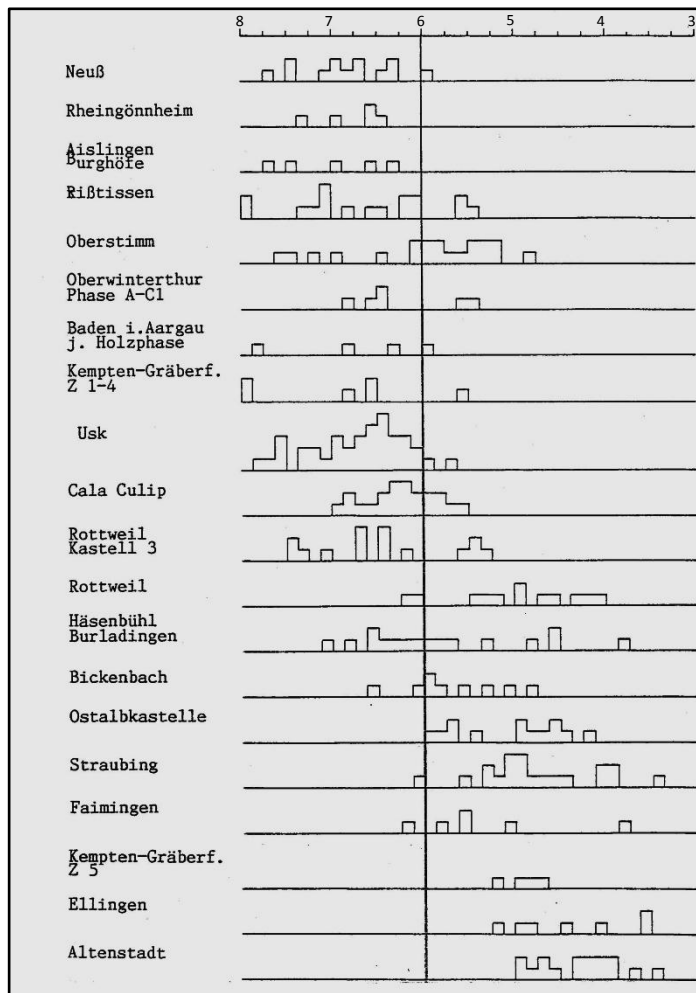 8 7 6 5 4 3
Neuß
Rheingönnheim
Aislingen
Burghöfe
Rißtissen
Oberstimm
Oberwinterthur
Phase A-C1
Baden i.Aargau
j. Holzphase
Kempten-Gräberf.
Z 1-4
Usk
Cala Culip
Rottweil
Kastell 3
Rottweil
Häsenbühl
Burladingen
Bickenbach
Ostalbkastelle
Straubing
Faimingen
Kempten-Gräberf.
Z 5
Ellingen
Altenstadt